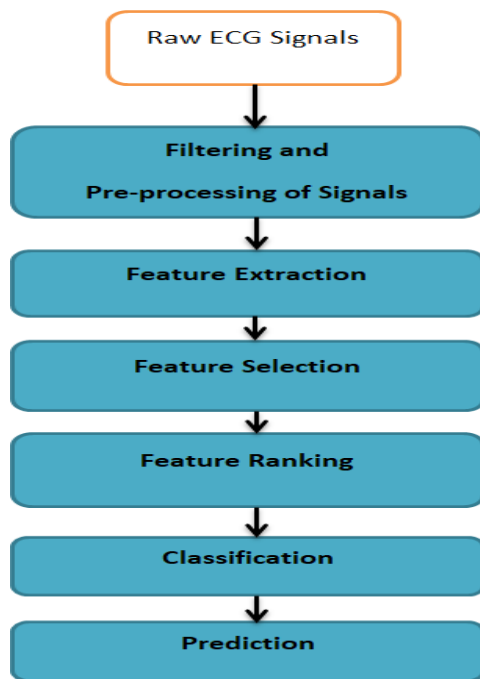 Raw ECG Signals
Filtering and
Pre-processing of Signals
Feature Extraction
Feature Selection
Feature Ranking
Classification
Prediction